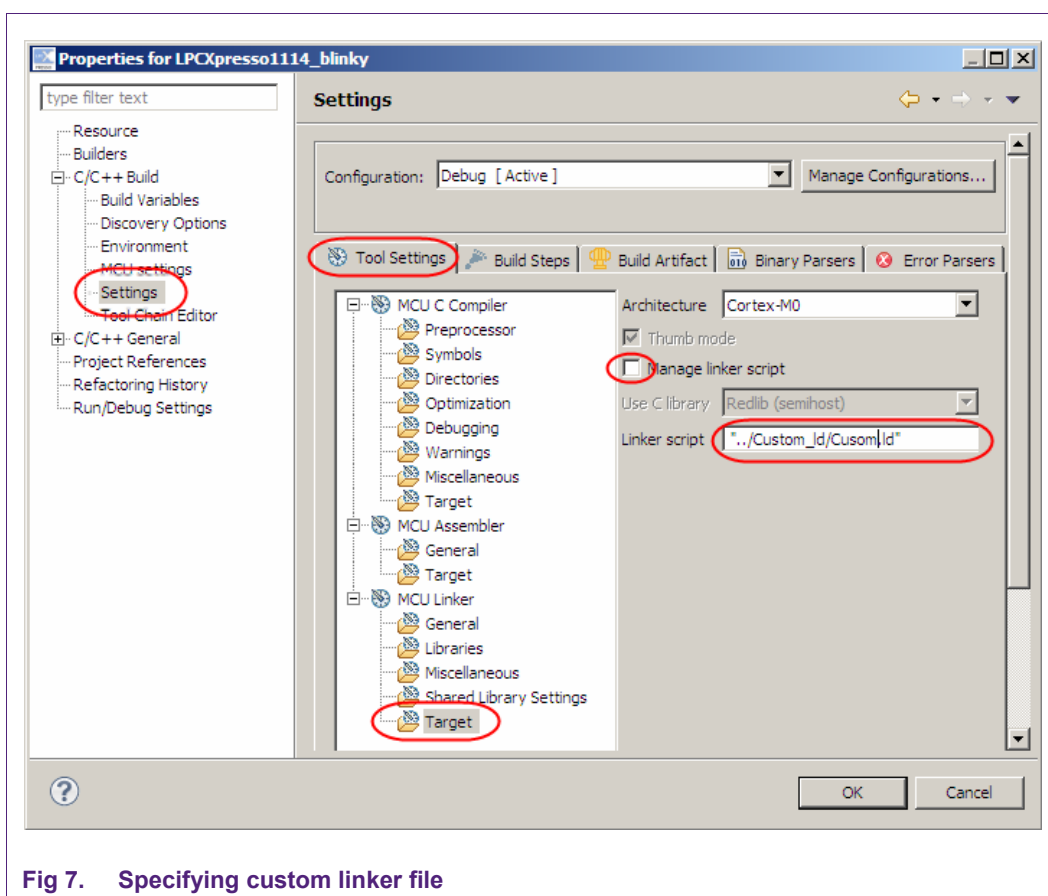 Properties for LPCXpresso1114_blinky
type filter text
Settings
Resource
Builders
C/C++ Build
Build Variables
Discovery Options
Environment
MCU settings
Settings
Tool Chain Editor
C/C++ General
Project References
Refactoring History
Run/Debug Settings
Configuration: Debug [ Active ] Manage Configurations...
Tool Settings Build Steps Build Artifact Binary Parsers Error Parsers
MCU C Compiler
Preprocessor
Symbols
Directories
Optimization
Debugging
Warnings
Miscellaneous
Target
MCU Assembler
General
Target
MCU Linker
General
Libraries
Miscellaneous
Shared Library Settings
Target
Architecture Cortex-M0
Thumb mode
Manage linker script
Use C library Redlib (semihost)
Linker script "../Custom_ld/Cusom.ld"
OK Cancel
Fig 7. Specifying custom linker file